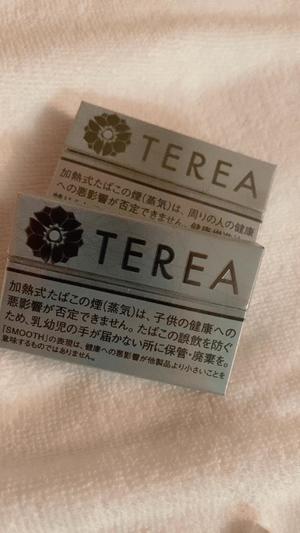 TEREA
加熱式たばこの煙(蒸気)は、周りの人の健康
への悪影響が否定できません。健康増進法
TEREA
加熱式たばこの煙(蒸気)は、子供の健康への
悪影響が否定できません。たばこの誤飲を防ぐ
ため、乳幼児の手が届かない所に保管・廃棄を。
「SMOOTH」の表現は、健康への悪影響が他製品より小さいことを
意味するものではありません。